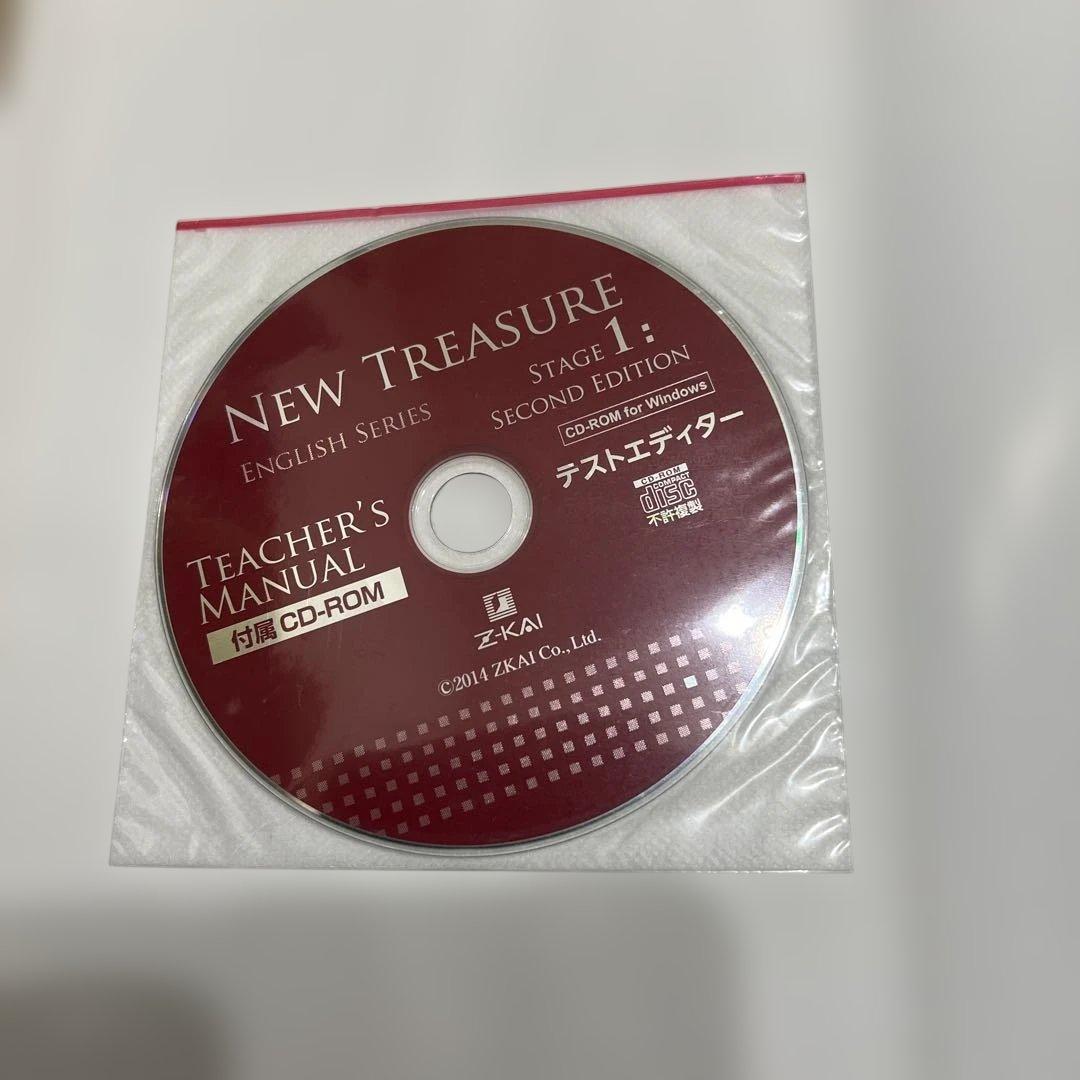 NEW TREASURE
ENGLISH SERIES
STAGE 1:
SECOND EDITION
CD-ROM for Windows
テストエディター
CD-ROM
COMPACT
disc
不許複製
TEACHER'S
MANUAL
付属 CD-ROM
Z-KAI
©2014 ZKAI Co., Ltd.